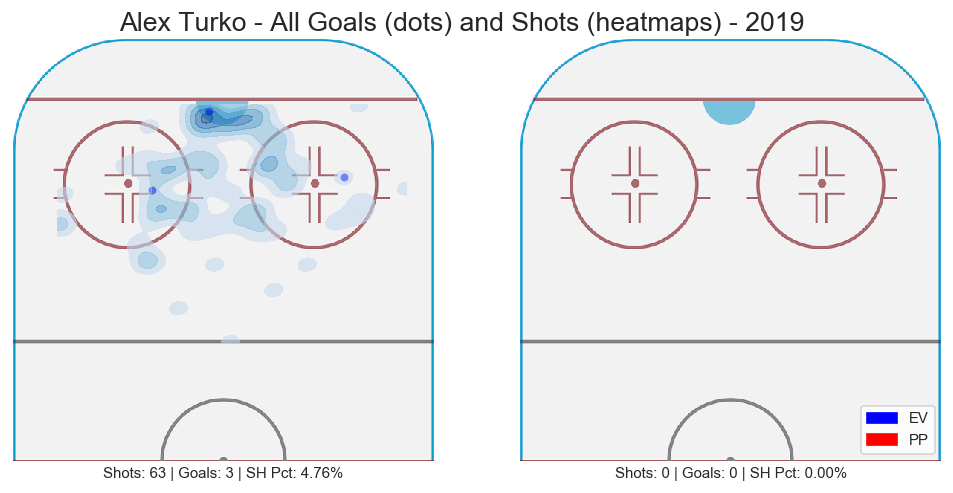 Alex Turko - All Goals (dots) and Shots (heatmaps) - 2019
EV
PP
Shots: 63 | Goals: 3 | SH Pct: 4.76%
Shots: 0 | Goals: 0 | SH Pct: 0.00%